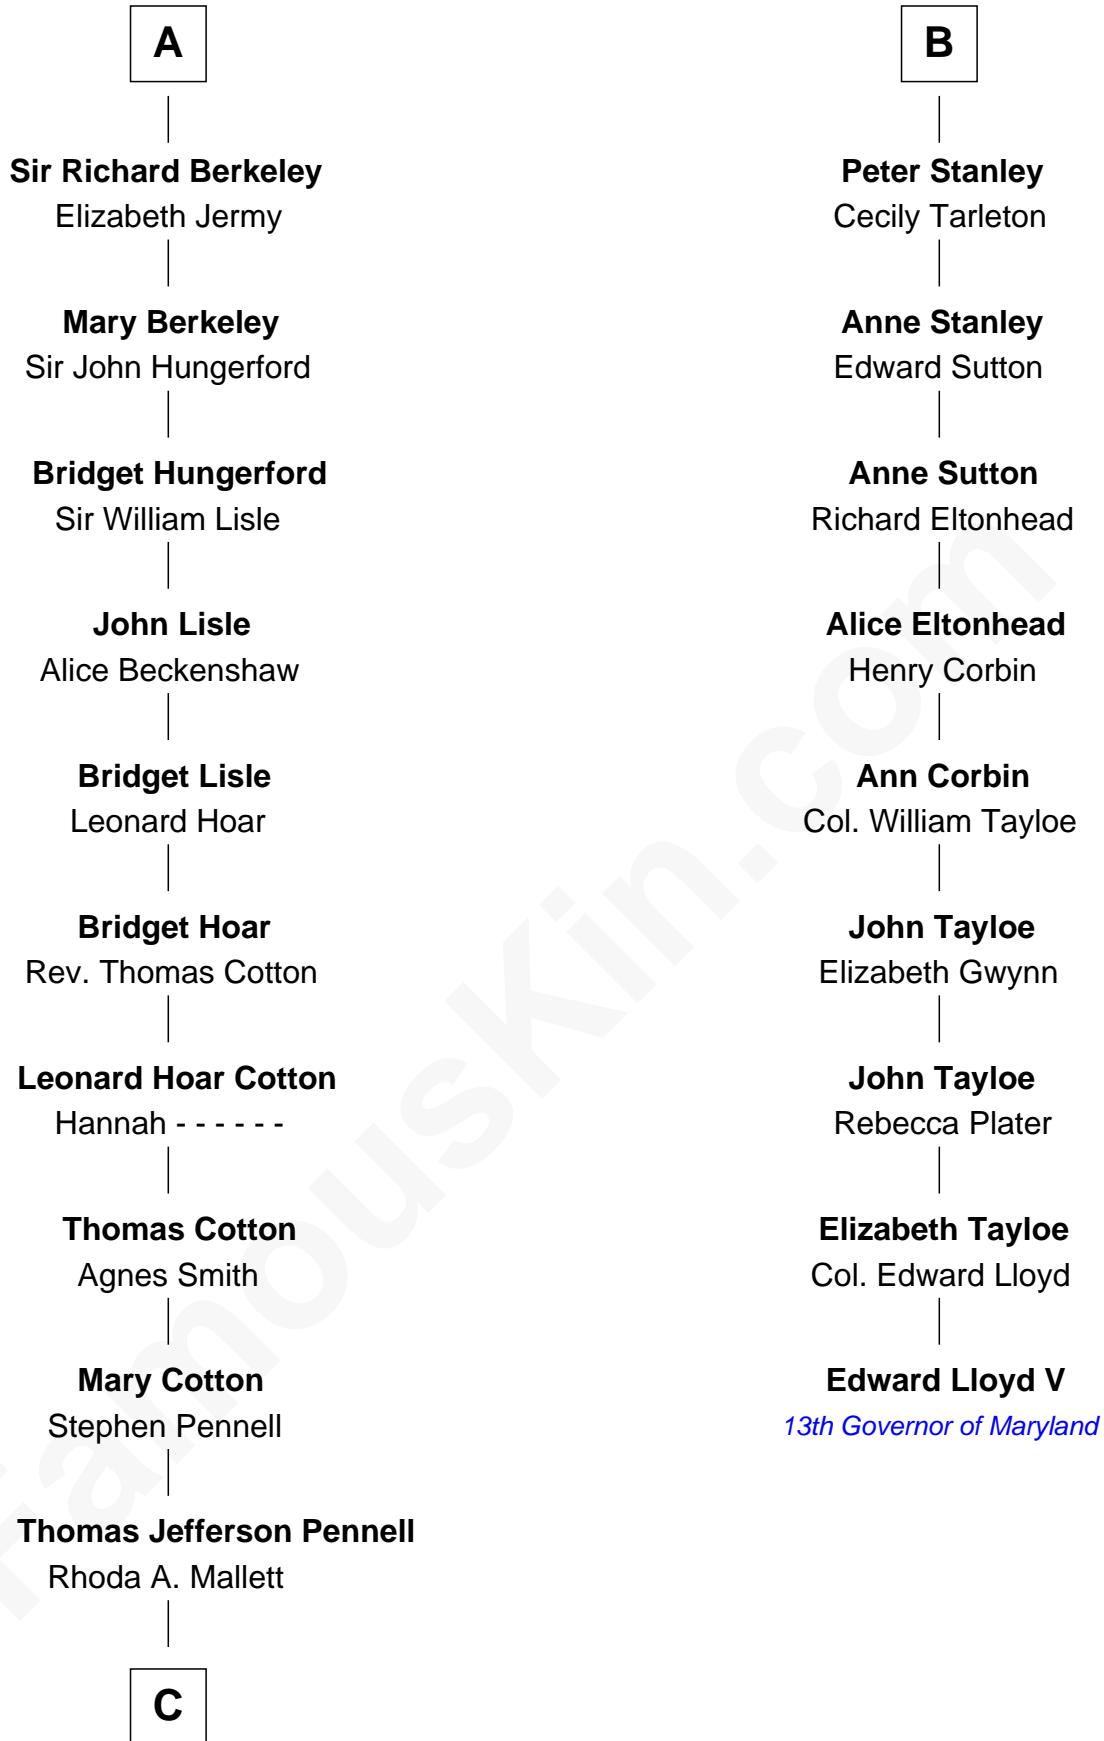 A
Sir Richard Berkeley
Elizabeth Jermy
Mary Berkeley
Sir John Hungerford
Bridget Hungerford
Sir William Lisle
John Lisle
Alice Beckenshaw
Bridget Lisle
Leonard Hoar
Bridget Hoar
Rev. Thomas Cotton
Leonard Hoar Cotton
Hannah - - - - - -
Thomas Cotton
Agnes Smith
Mary Cotton
Stephen Pennell
Thomas Jefferson Pennell
Rhoda A. Mallett
C
B
Peter Stanley
Cecily Tarleton
Anne Stanley
Edward Sutton
Anne Sutton
Richard Eltonhead
Alice Eltonhead
Henry Corbin
Ann Corbin
Col. William Tayloe
John Tayloe
Elizabeth Gwynn
John Tayloe
Rebecca Plater
Elizabeth Tayloe
Col. Edward Lloyd
Edward Lloyd V
13th Governor of Maryland
FamousKin.com